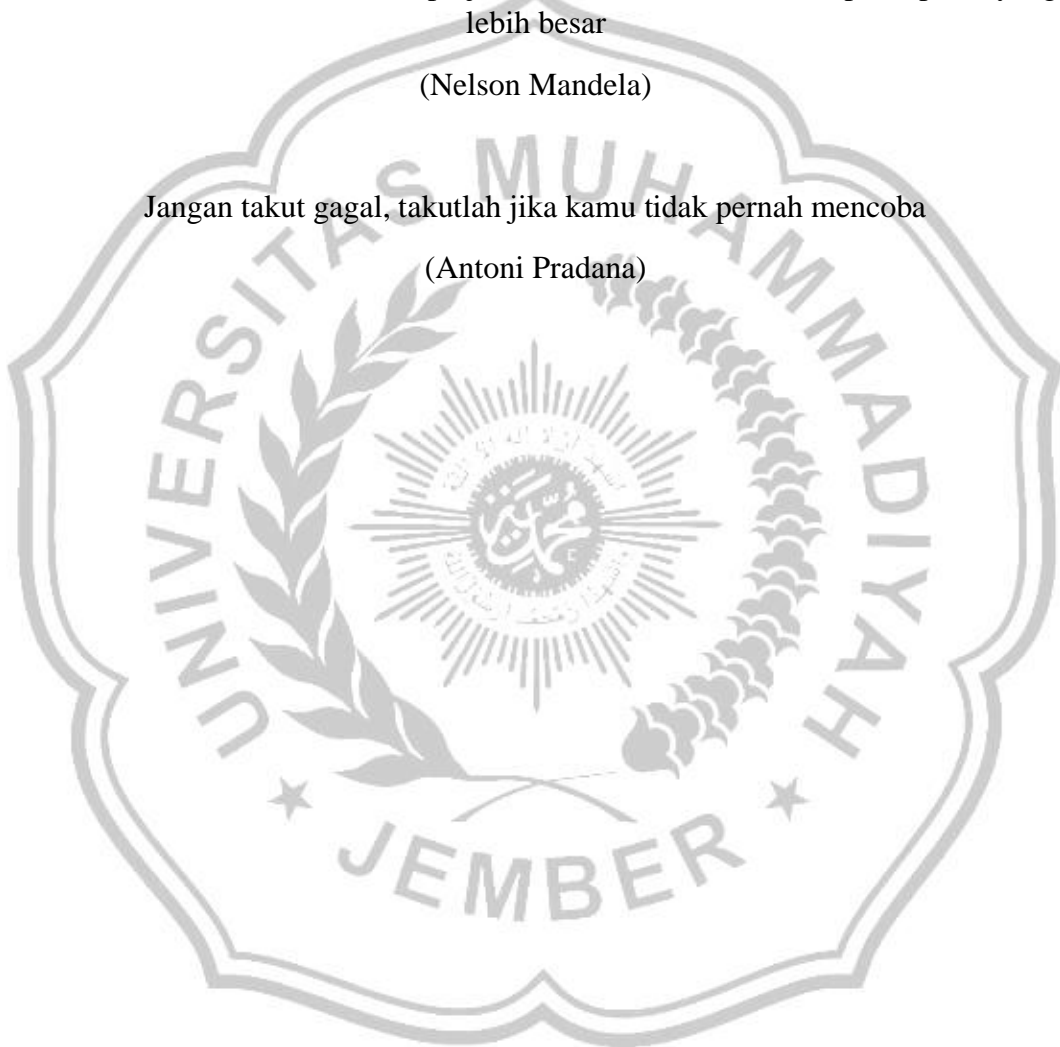 lebih besar
(Nelson Mandela)
Jangan takut gagal, takutlah jika kamu tidak pernah mencoba
(Antoni Pradana)
UNIVERSITAS MUHAMMADIYAH
JEMBER